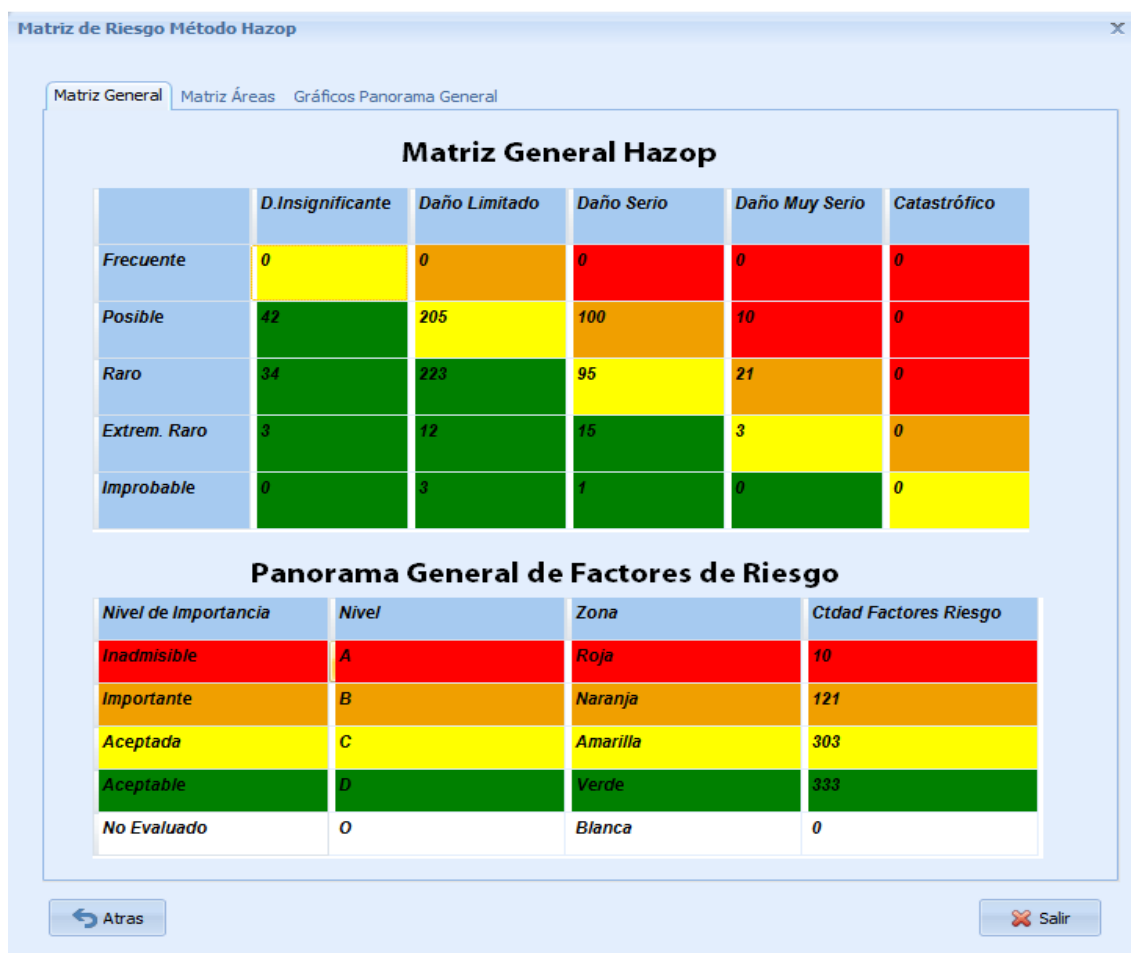 Matriz de Riesgo Método Hazop
Matriz General Matriz Áreas Gráficos Panorama General
Matriz General Hazop
D.Insignificante Daño Limitado Daño Serio Daño Muy Serio Catastrófico
Frecuente 0 0 0 0 0
Posible 42 205 100 10 0
Raro 34 223 95 21 0
Extrem. Raro 3 12 15 3 0
Improbable 0 3 1 0 0
Panorama General de Factores de Riesgo
Nivel de Importancia Nivel Zona Ctdad Factores Riesgo
Inadmisible A Roja 10
Importante B Naranja 121
Aceptada C Amarilla 303
Aceptable D Verde 333
No Evaluado O Blanca 0
Atras Salir